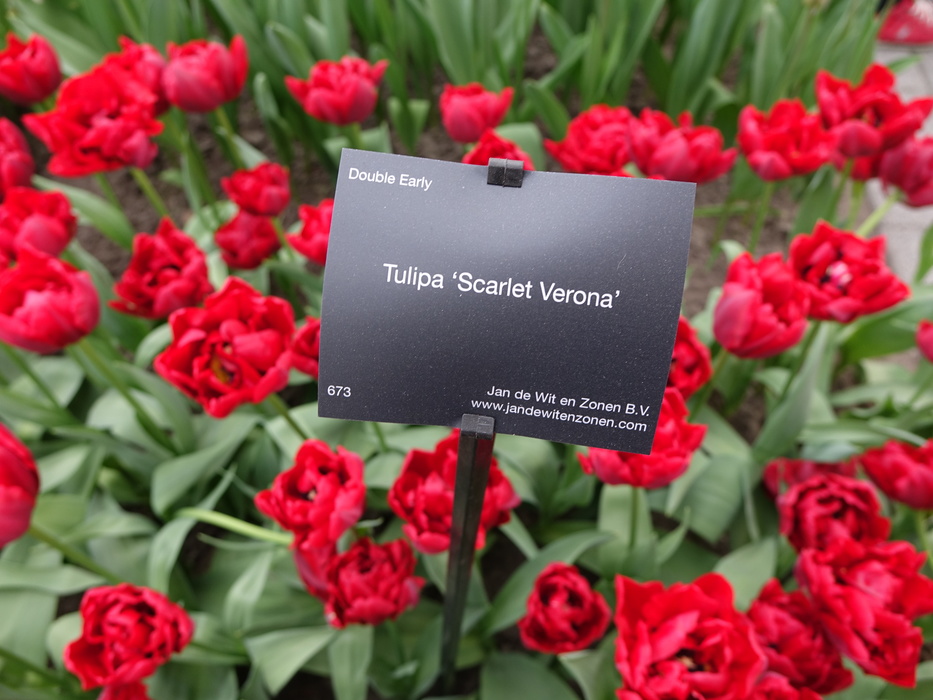 Double Early
Tulipa ‘Scarlet Verona’
673
Jan de Wit en Zonen B.V.
www.jandewitenzonen.com